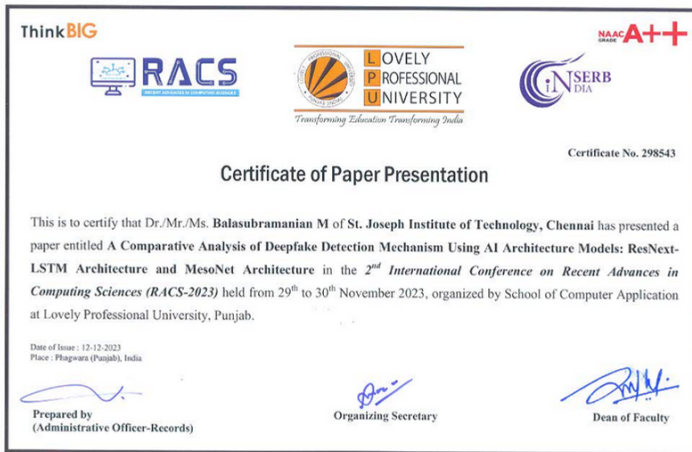 ThinkBIG
NAAC GRADE A++
RACS
RECENT ADVANCES IN COMPUTING SCIENCES
LOVELY
PROFESSIONAL
UNIVERSITY
Transforming Education Transforming India
iNSERB
INDIA
Certificate No. 298543
Certificate of Paper Presentation
This is to certify that Dr./Mr./Ms. Balasubramanian M of St. Joseph Institute of Technology, Chennai has presented a
paper entitled A Comparative Analysis of Deepfake Detection Mechanism Using AI Architecture Models: ResNext-
LSTM Architecture and MesoNet Architecture in the 2nd International Conference on Recent Advances in
Computing Sciences (RACS-2023) held from 29th to 30th November 2023, organized by School of Computer Application
at Lovely Professional University, Punjab.
Date of Issue : 12-12-2023
Place : Phagwara (Punjab), India
Prepared by
(Administrative Officer-Records)
Organizing Secretary
Dean of Faculty